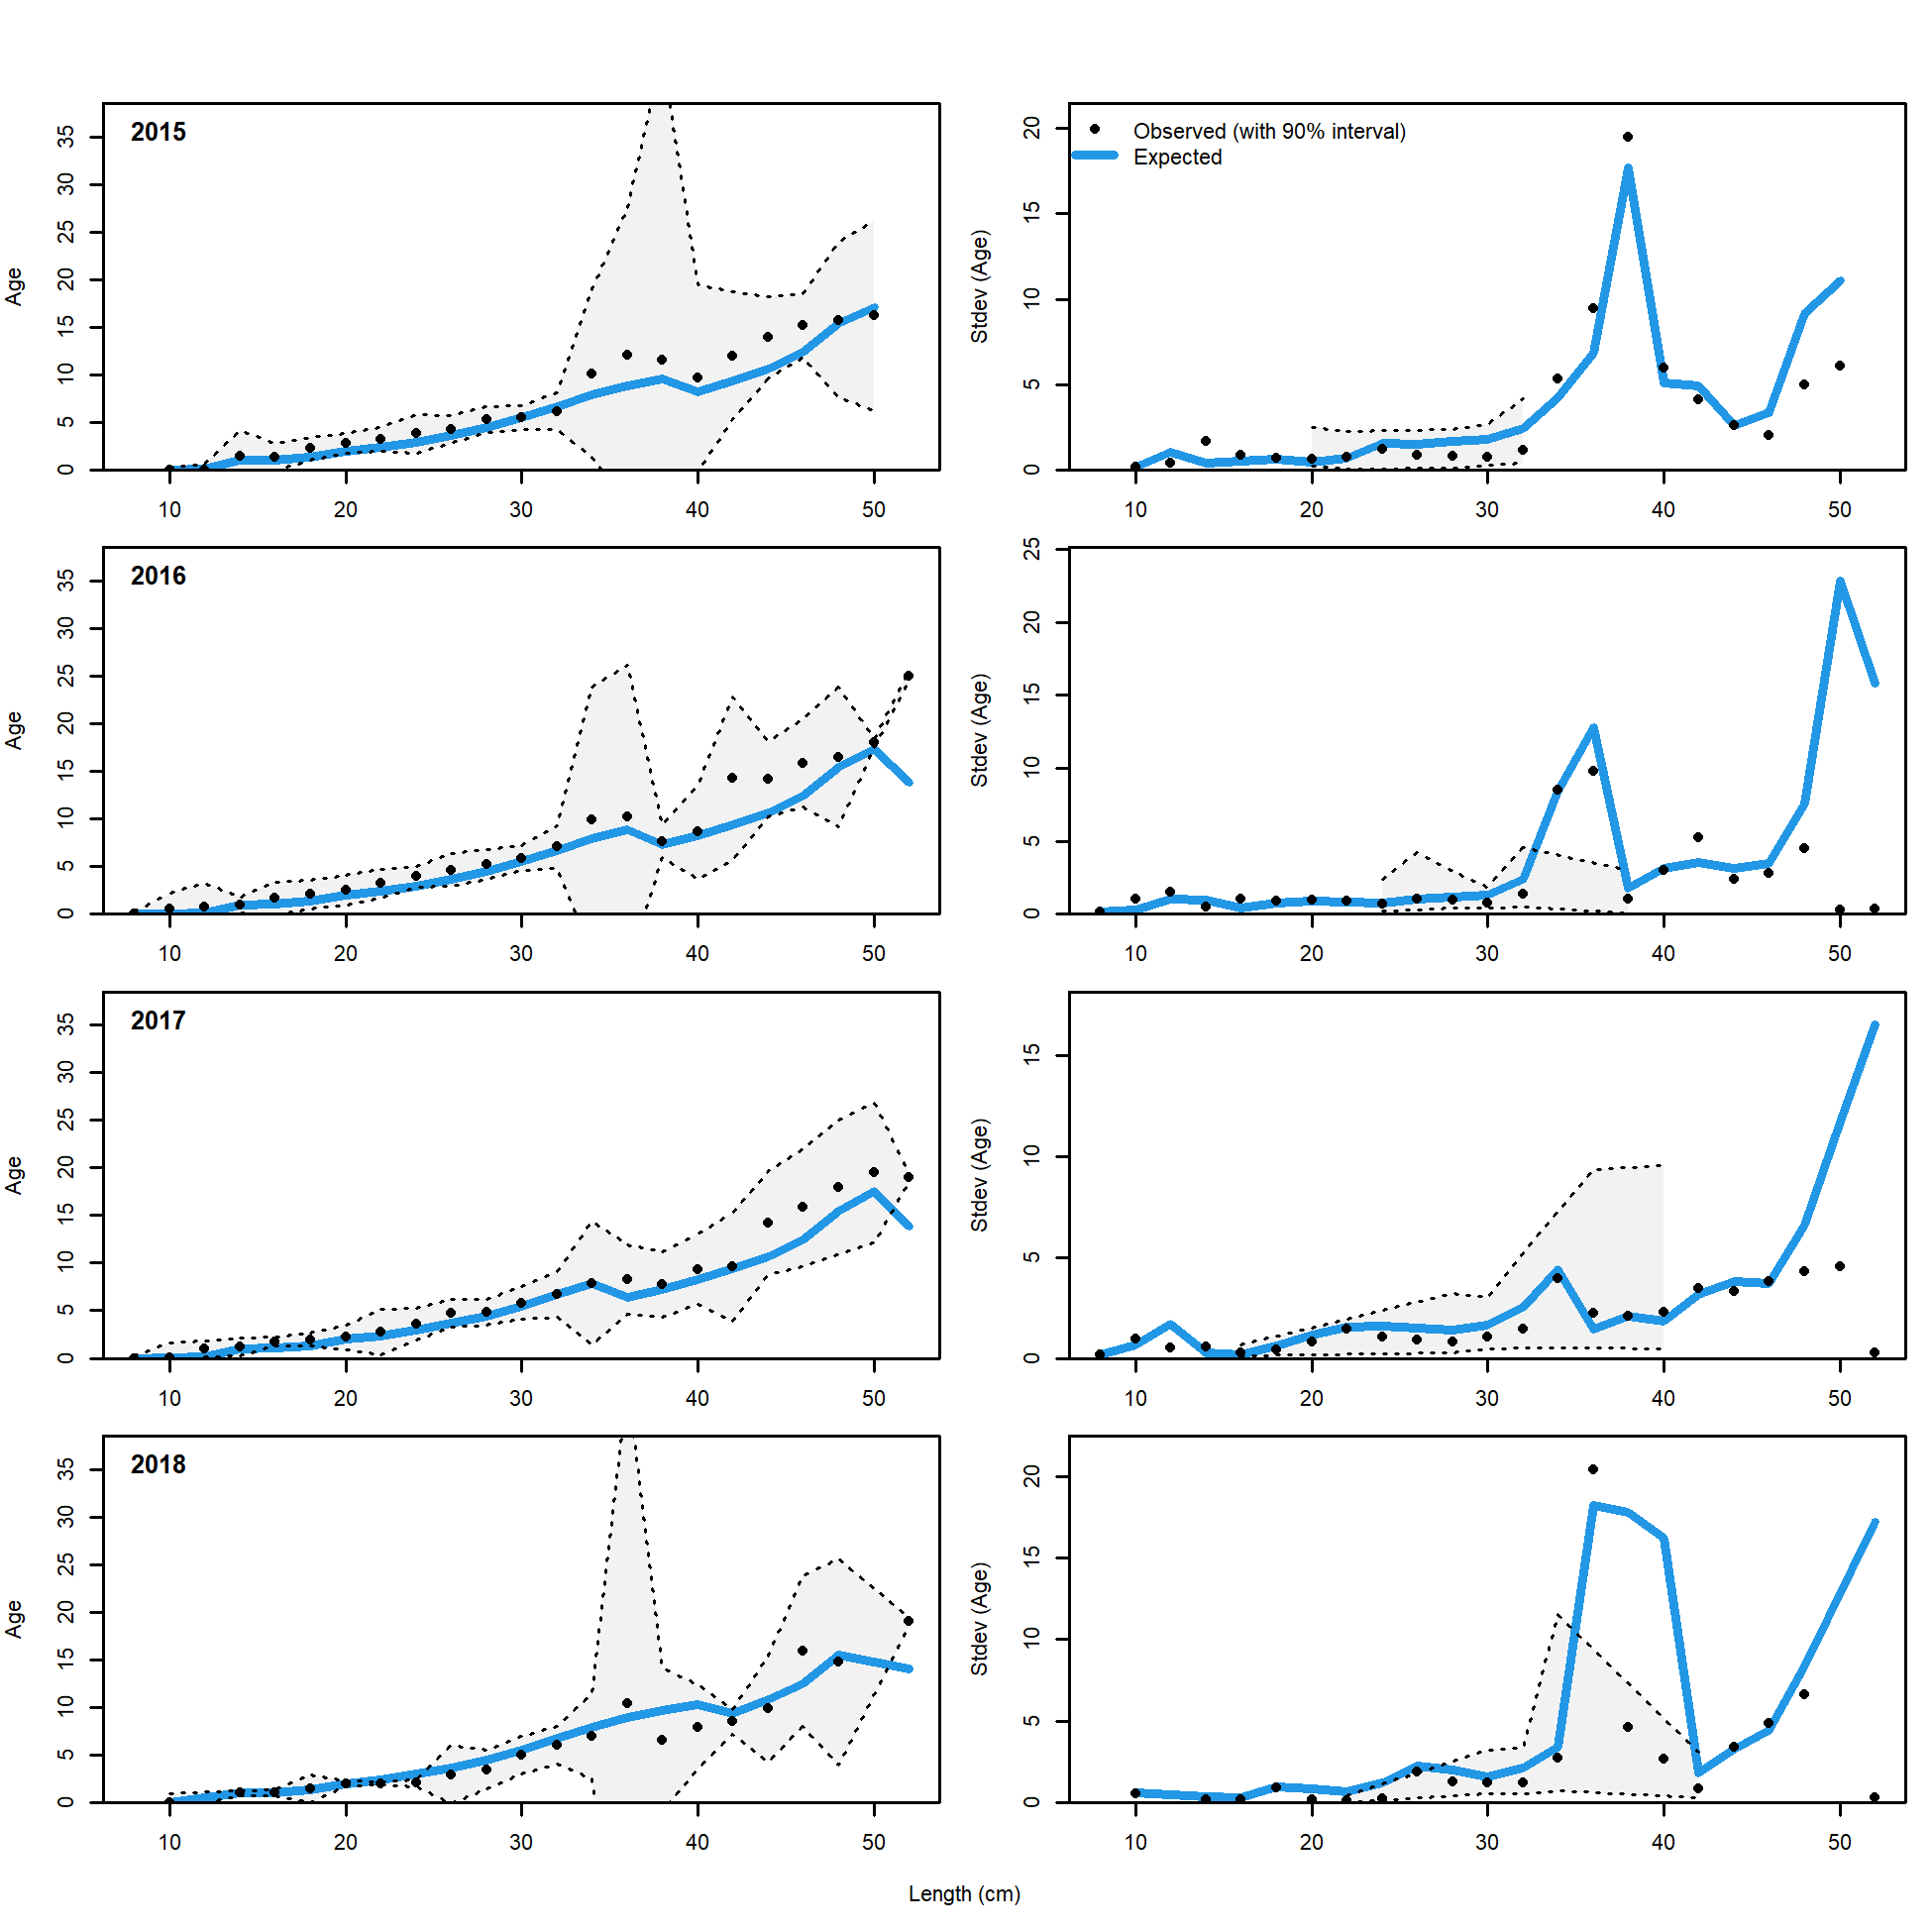 2015
Age
0 5 10 15 20 25 30 35
10 20 30 40 50
Observed (with 90% interval)
Expected
Stdev (Age)
0 5 10 15 20
10 20 30 40 50
2016
Age
0 5 10 15 20 25 30 35
10 20 30 40 50
Stdev (Age)
0 5 10 15 20 25
10 20 30 40 50
2017
Age
0 5 10 15 20 25 30 35
10 20 30 40 50
Stdev (Age)
0 5 10 15
10 20 30 40 50
2018
Age
0 5 10 15 20 25 30 35
10 20 30 40 50
Stdev (Age)
0 5 10 15 20
10 20 30 40 50
Length (cm)